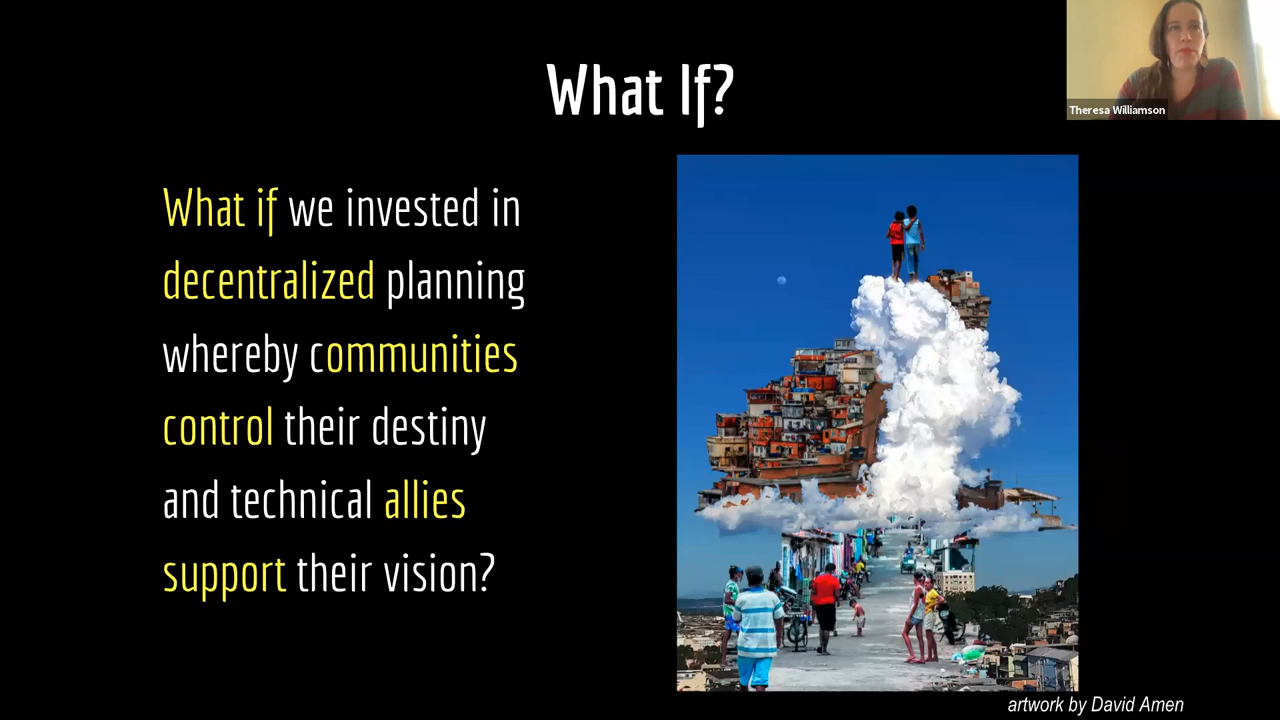 What If?
Theresa Williamson
What if we invested in
decentralized planning
whereby communities
control their destiny
and technical allies
support their vision?
artwork by David Amen